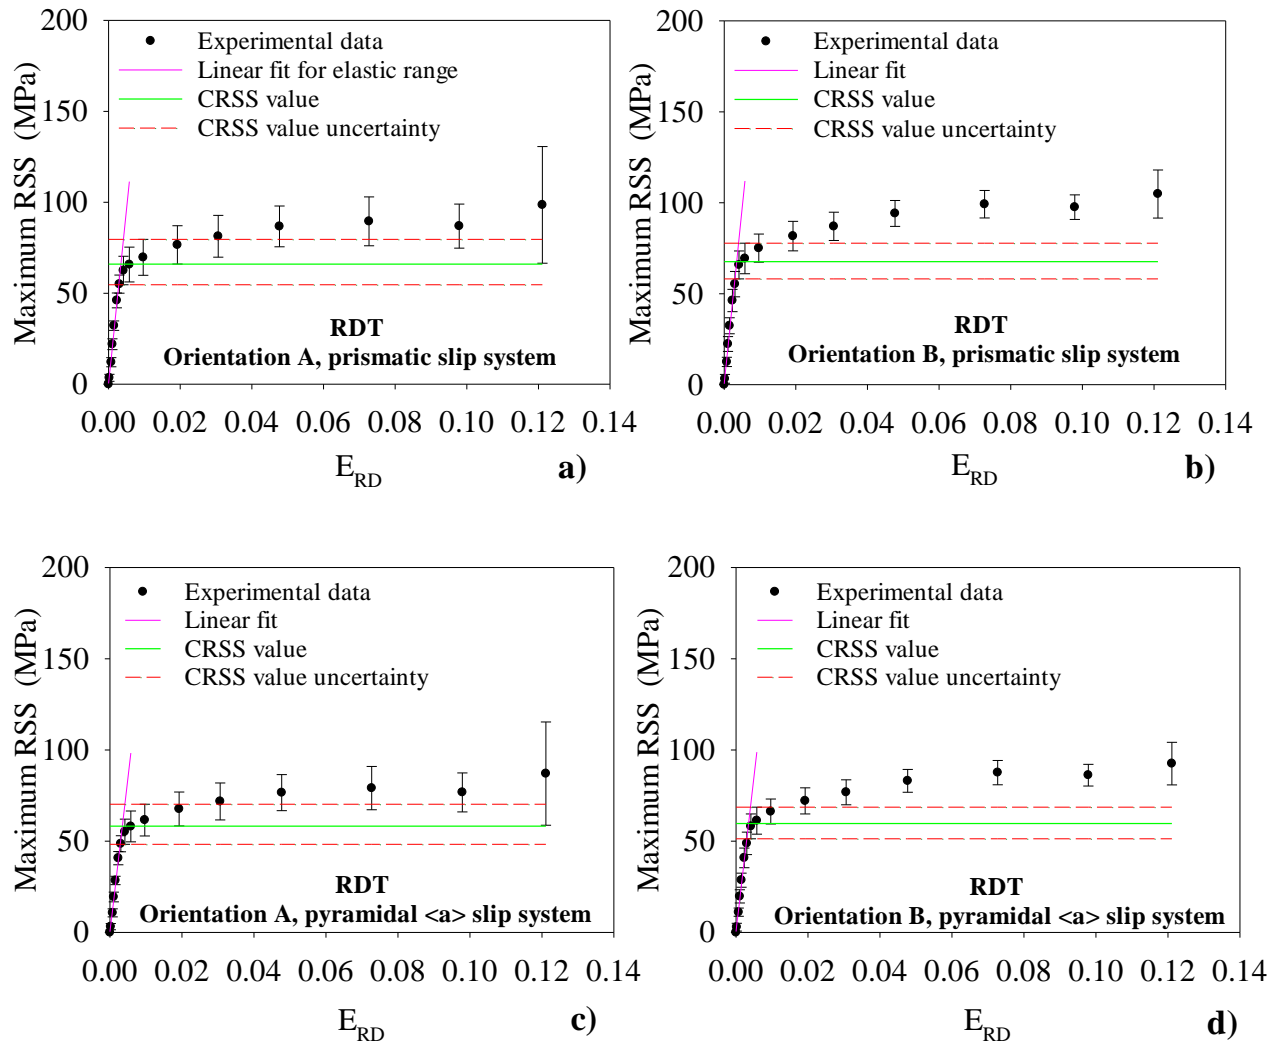 200
150
100
50
0
Maximum RSS (MPa)
Experimental data
Linear fit for elastic range
CRSS value
CRSS value uncertainty
RDT
Orientation A, prismatic slip system
0.00 0.02 0.04 0.06 0.08 0.10 0.12 0.14
E_RD
a)
200
150
100
50
0
Maximum RSS (MPa)
Experimental data
Linear fit
CRSS value
CRSS value uncertainty
RDT
Orientation B, prismatic slip system
0.00 0.02 0.04 0.06 0.08 0.10 0.12 0.14
E_RD
b)
200
150
100
50
0
Maximum RSS (MPa)
Experimental data
Linear fit
CRSS value
CRSS value uncertainty
RDT
Orientation A, pyramidal <a> slip system
0.00 0.02 0.04 0.06 0.08 0.10 0.12 0.14
E_RD
c)
200
150
100
50
0
Maximum RSS (MPa)
Experimental data
Linear fit
CRSS value
CRSS value uncertainty
RDT
Orientation B, pyramidal <a> slip system
0.00 0.02 0.04 0.06 0.08 0.10 0.12 0.14
E_RD
d)